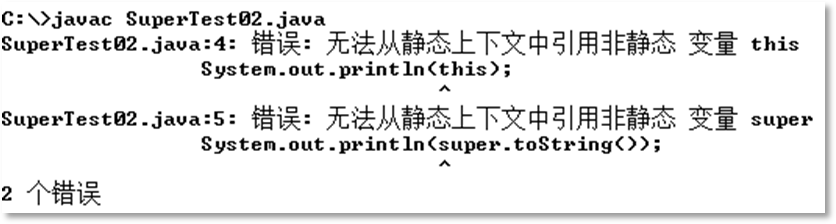 C:\>javac SuperTest02.java
SuperTest02.java:4: 错误: 无法从静态上下文中引用非静态 变量 this
System.out.println(this);
^
SuperTest02.java:5: 错误: 无法从静态上下文中引用非静态 变量 super
System.out.println(super.toString());
^
2 个错误